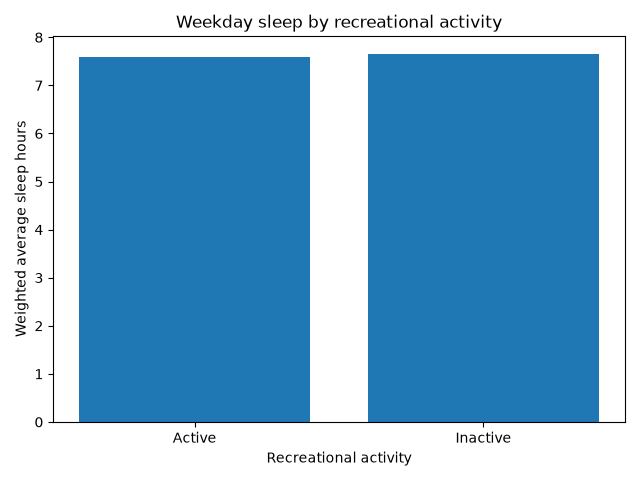 Weekday sleep by recreational activity
8
7
6
5
4
3
2
1
0
Weighted average sleep hours
Active
Inactive
Recreational activity